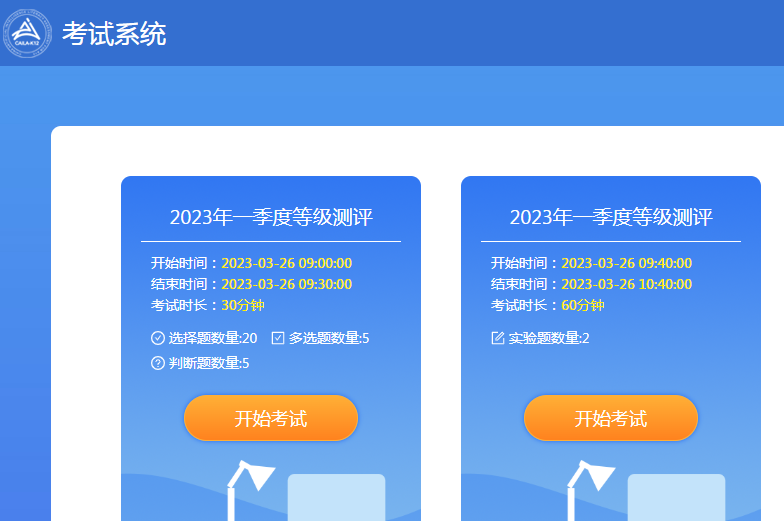 CAILA-K12
考试系统
2023年一季度等级测评
开始时间：2023-03-26 09:00:00
结束时间：2023-03-26 09:30:00
考试时长：30分钟
选择题数量:20 多选题数量:5
判断题数量:5
开始考试
2023年一季度等级测评
开始时间：2023-03-26 09:40:00
结束时间：2023-03-26 10:40:00
考试时长：60分钟
实验题数量:2
开始考试